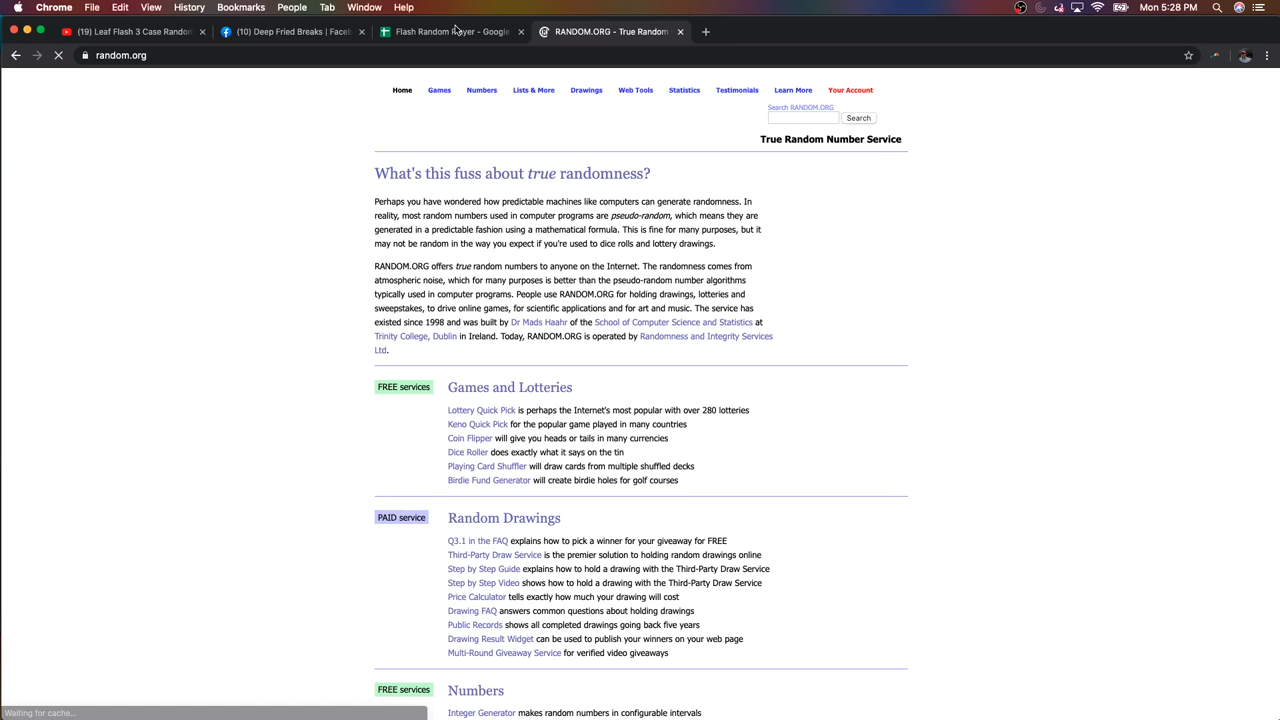 Chrome File Edit View History Bookmarks People Tab Window Help
Mon 5:28 PM
(19) Leaf Flash 3 Case Random
(10) Deep Fried Breaks | Face
Flash Random Player - Google
RANDOM.ORG - True Random
random.org
Home Games Numbers Lists & More Drawings Web Tools Statistics Testimonials Learn More Your Account
Search RANDOM.ORG
Search
True Random Number Service
What's this fuss about true randomness?
Perhaps you have wondered how predictable machines like computers can generate randomness. In
reality, most random numbers used in computer programs are pseudo-random, which means they are
generated in a predictable fashion using a mathematical formula. This is fine for many purposes, but it
may not be random in the way you expect if you're used to dice rolls and lottery drawings.
RANDOM.ORG offers true random numbers to anyone on the Internet. The randomness comes from
atmospheric noise, which for many purposes is better than the pseudo-random number algorithms
typically used in computer programs. People use RANDOM.ORG for holding drawings, lotteries and
sweepstakes, to drive online games, for scientific applications and for art and music. The service has
existed since 1998 and was built by Dr Mads Haahr of the School of Computer Science and Statistics at
Trinity College, Dublin in Ireland. Today, RANDOM.ORG is operated by Randomness and Integrity Services
Ltd.
FREE services
Games and Lotteries
Lottery Quick Pick is perhaps the Internet's most popular with over 280 lotteries
Keno Quick Pick for the popular game played in many countries
Coin Flipper will give you heads or tails in many currencies
Dice Roller does exactly what it says on the tin
Playing Card Shuffler will draw cards from multiple shuffled decks
Birdie Fund Generator will create birdie holes for golf courses
PAID service
Random Drawings
Q3.1 in the FAQ explains how to pick a winner for your giveaway for FREE
Third-Party Draw Service is the premier solution to holding random drawings online
Step by Step Guide explains how to hold a drawing with the Third-Party Draw Service
Step by Step Video shows how to hold a drawing with the Third-Party Draw Service
Price Calculator tells exactly how much your drawing will cost
Drawing FAQ answers common questions about holding drawings
Public Records shows all completed drawings going back five years
Drawing Result Widget can be used to publish your winners on your web page
Multi-Round Giveaway Service for verified video giveaways
FREE services
Numbers
Integer Generator makes random numbers in configurable intervals
Waiting for cache...